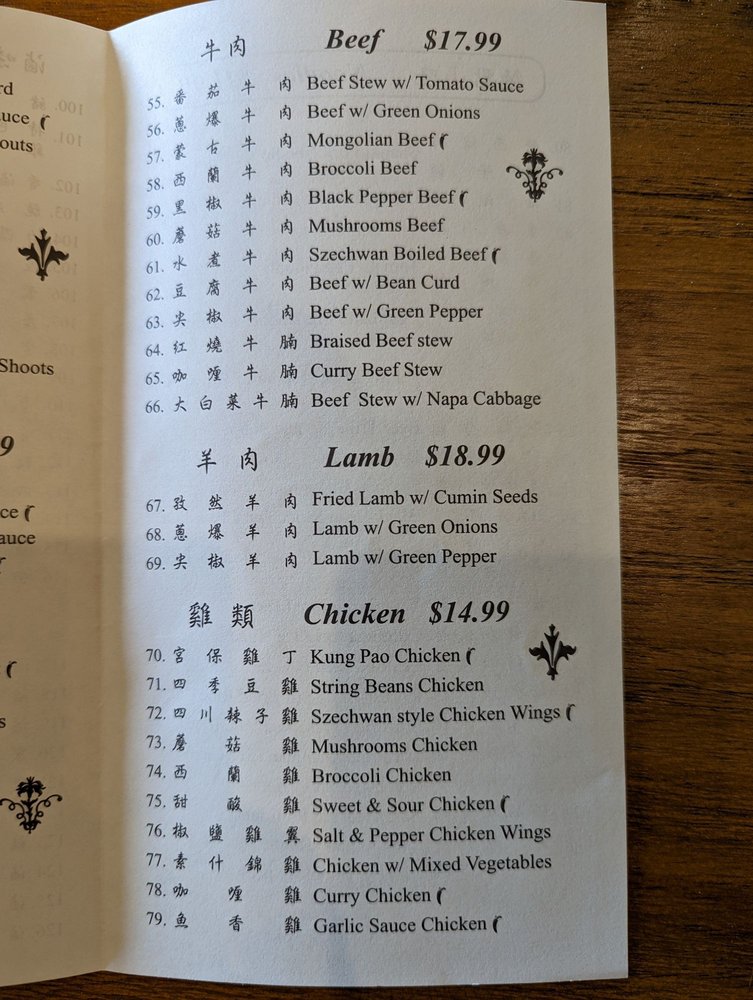 rd
uce
outs
Shoots
9
ce
auce
s
牛肉 Beef $17.99
55. 番茄牛肉 Beef Stew w/ Tomato Sauce
56. 蔥爆牛肉 Beef w/ Green Onions
57. 蒙古牛肉 Mongolian Beef
58. 西蘭牛肉 Broccoli Beef
59. 黑椒牛肉 Black Pepper Beef
60. 蘑菇牛肉 Mushrooms Beef
61. 水煮牛肉 Szechwan Boiled Beef
62. 豆腐牛肉 Beef w/ Bean Curd
63. 尖椒牛肉 Beef w/ Green Pepper
64. 紅燒牛腩 Braised Beef stew
65. 咖喱牛腩 Curry Beef Stew
66. 大白菜牛腩 Beef Stew w/ Napa Cabbage
羊肉 Lamb $18.99
67. 孜然羊肉 Fried Lamb w/ Cumin Seeds
68. 蔥爆羊肉 Lamb w/ Green Onions
69. 尖椒羊肉 Lamb w/ Green Pepper
雞類 Chicken $14.99
70. 宮保雞丁 Kung Pao Chicken
71. 四季豆雞 String Beans Chicken
72. 四川辣子雞 Szechwan style Chicken Wings
73. 蘑菇雞 Mushrooms Chicken
74. 西蘭雞 Broccoli Chicken
75. 甜酸雞 Sweet & Sour Chicken
76. 椒鹽雞翼 Salt & Pepper Chicken Wings
77. 素什錦雞 Chicken w/ Mixed Vegetables
78. 咖喱雞 Curry Chicken
79. 魚香雞 Garlic Sauce Chicken